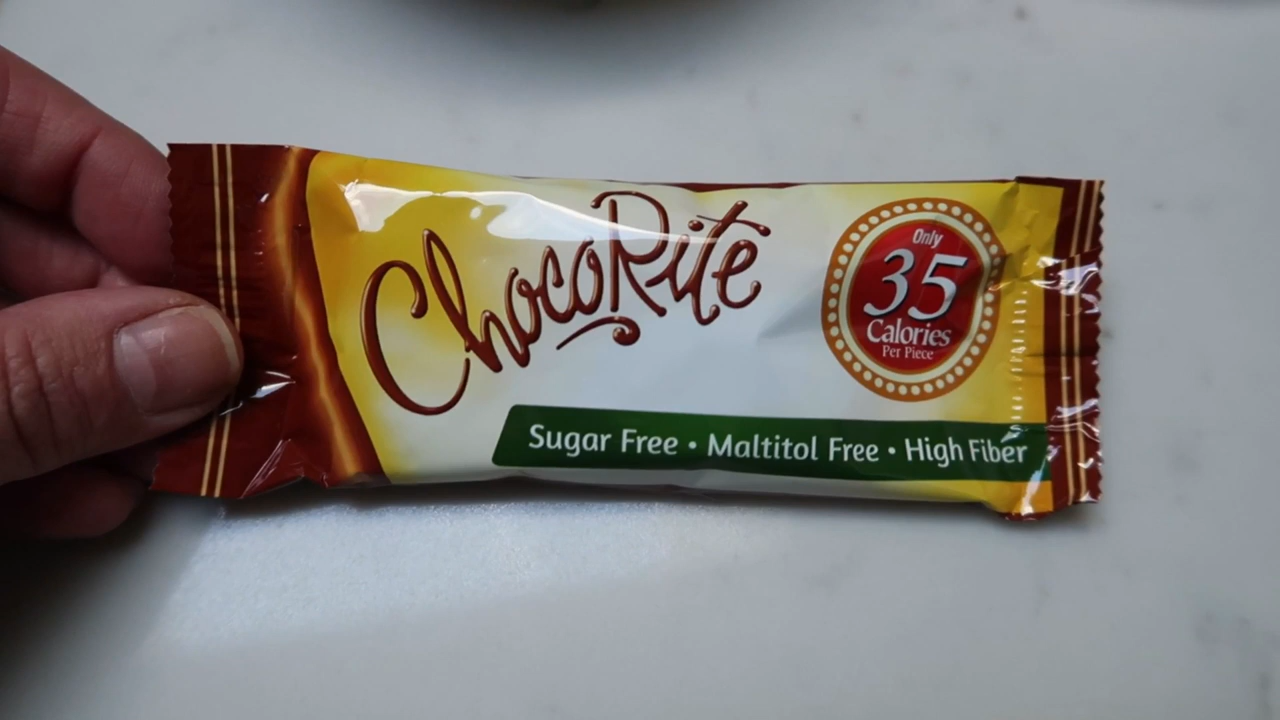 ChocoRite
Only
35
Calories
Per Piece
Sugar Free • Maltitol Free • High Fiber